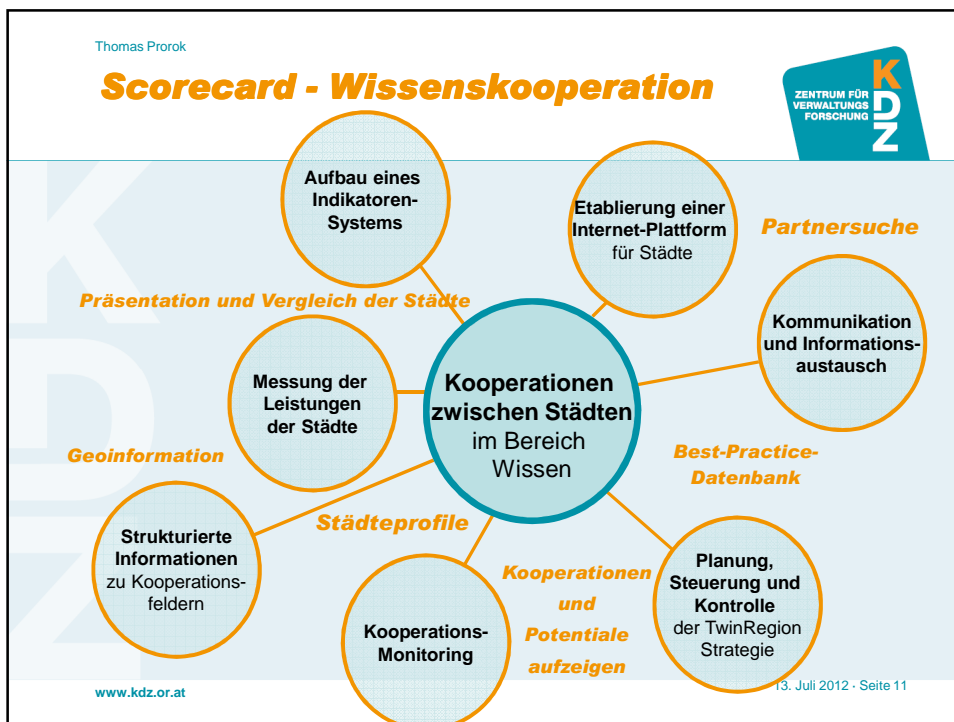 Thomas Prorok
Scorecard - Wissenskooperation
ZENTRUM FÜR
VERWALTUNGS
FORSCHUNG
KDZ
Aufbau eines
Indikatoren-
Systems
Etablierung einer
Internet-Plattform
für Städte
Partnersuche
Präsentation und Vergleich der Städte
Kommunikation
und Informations-
austausch
Messung der
Leistungen
der Städte
Kooperationen
zwischen Städten
im Bereich
Wissen
Geoinformation
Best-Practice-
Datenbank
Städteprofile
Strukturierte
Informationen
zu Kooperations-
feldern
Kooperationen
und
Potentiale
aufzeigen
Planung,
Steuerung und
Kontrolle
der TwinRegion
Strategie
Kooperations-
Monitoring
www.kdz.or.at
13. Juli 2012 · Seite 11
KDZ